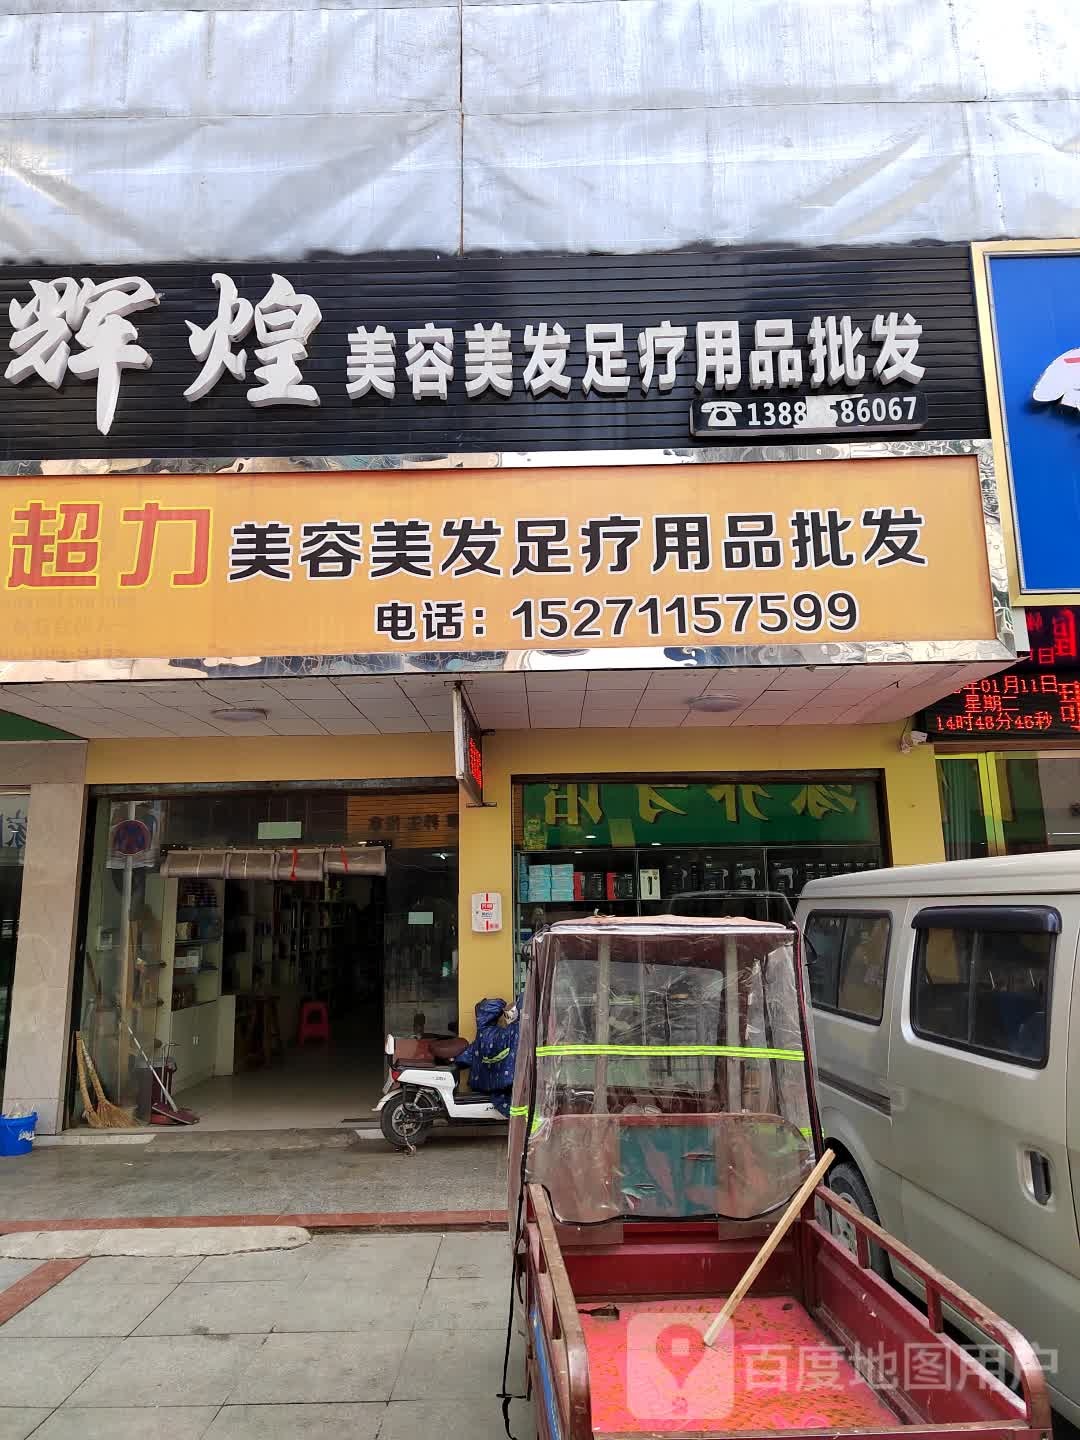 辉煌 美容美发足疗用品批发
超力 美容美发足疗用品批发
电话：15271157599
年01月11日
星期二
14时48分46秒
百度地图用户